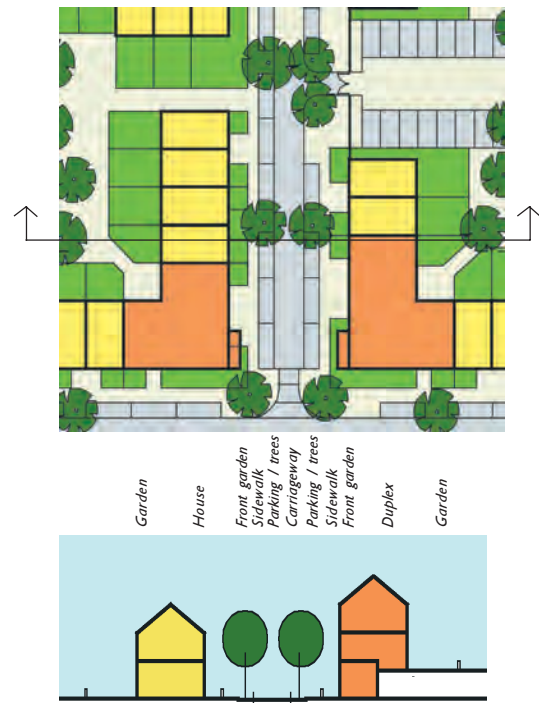 Garden
House
Front garden
Sidewalk
Parking / trees
Carriageway
Parking / trees
Sidewalk
Front garden
Duplex
Garden